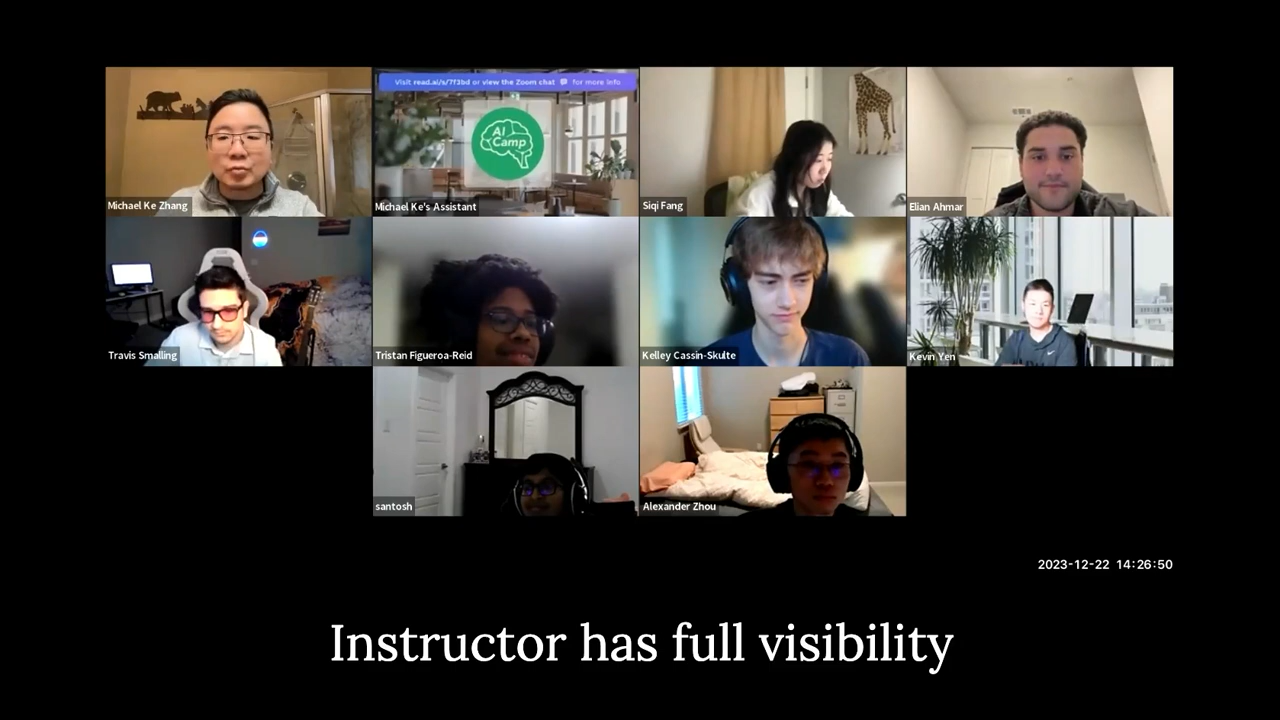 Visit read.ai/s/7f3bd or view the Zoom chat 💬 for more info
AI
Camp
Michael Ke Zhang
Michael Ke's Assistant
Siqi Fang
Elian Ahmar
Travis Smalling
Tristan Figueroa-Reid
Kelley Cassin-Skulte
Kevin Yen
santosh
Alexander Zhou
2023-12-22 14:26:50
Instructor has full visibility